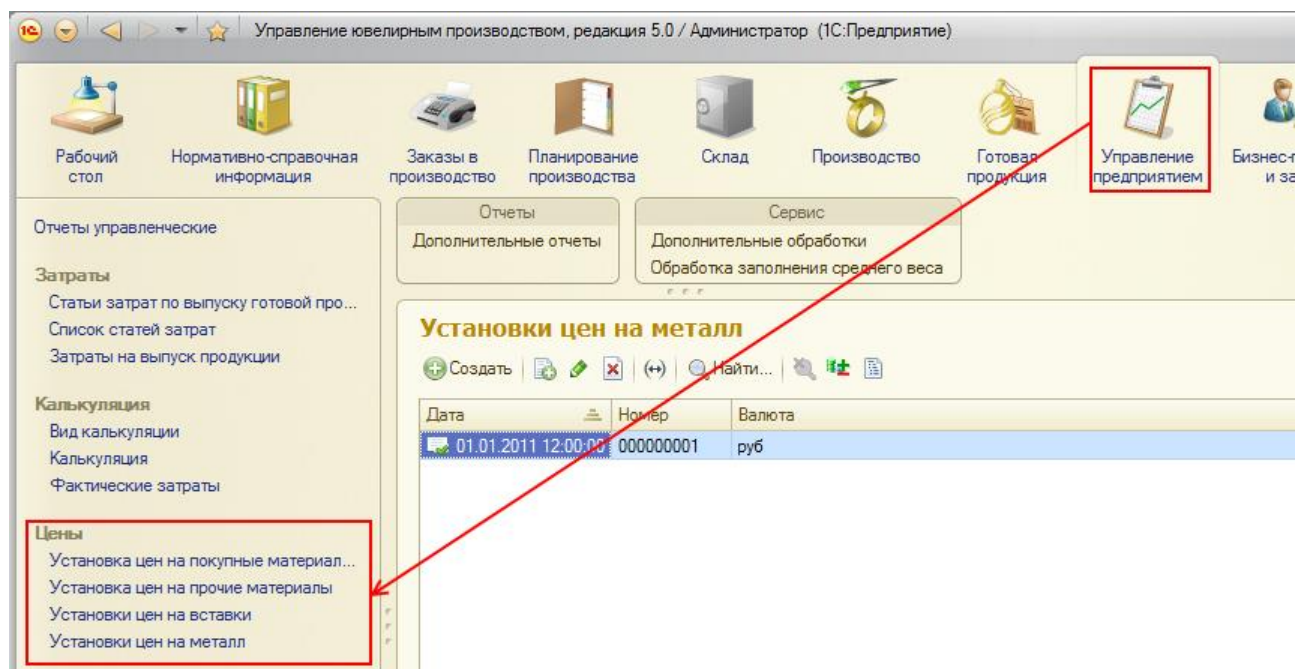 Управление ювелирным производством, редакция 5.0 / Администратор (1С:Предприятие)
Рабочий
стол
Нормативно-справочная
информация
Заказы в
производство
Планирование
производства
Склад
Производство
Готовая
продукция
Управление
предприятием
Отчеты управленческие
Затраты
Статьи затрат по выпуску готовой про...
Список статей затрат
Затраты на выпуск продукции
Калькуляция
Вид калькуляции
Калькуляция
Фактические затраты
Цены
Установка цен на покупные материал...
Установка цен на прочие материалы
Установки цен на вставки
Установки цен на металл
Отчеты
Дополнительные отчеты
Сервис
Дополнительные обработки
Обработка заполнения среднего веса
Установки цен на металл
Создать Найти...
Дата Номер Валюта
01.01.2011 12:00:00 000000001 руб